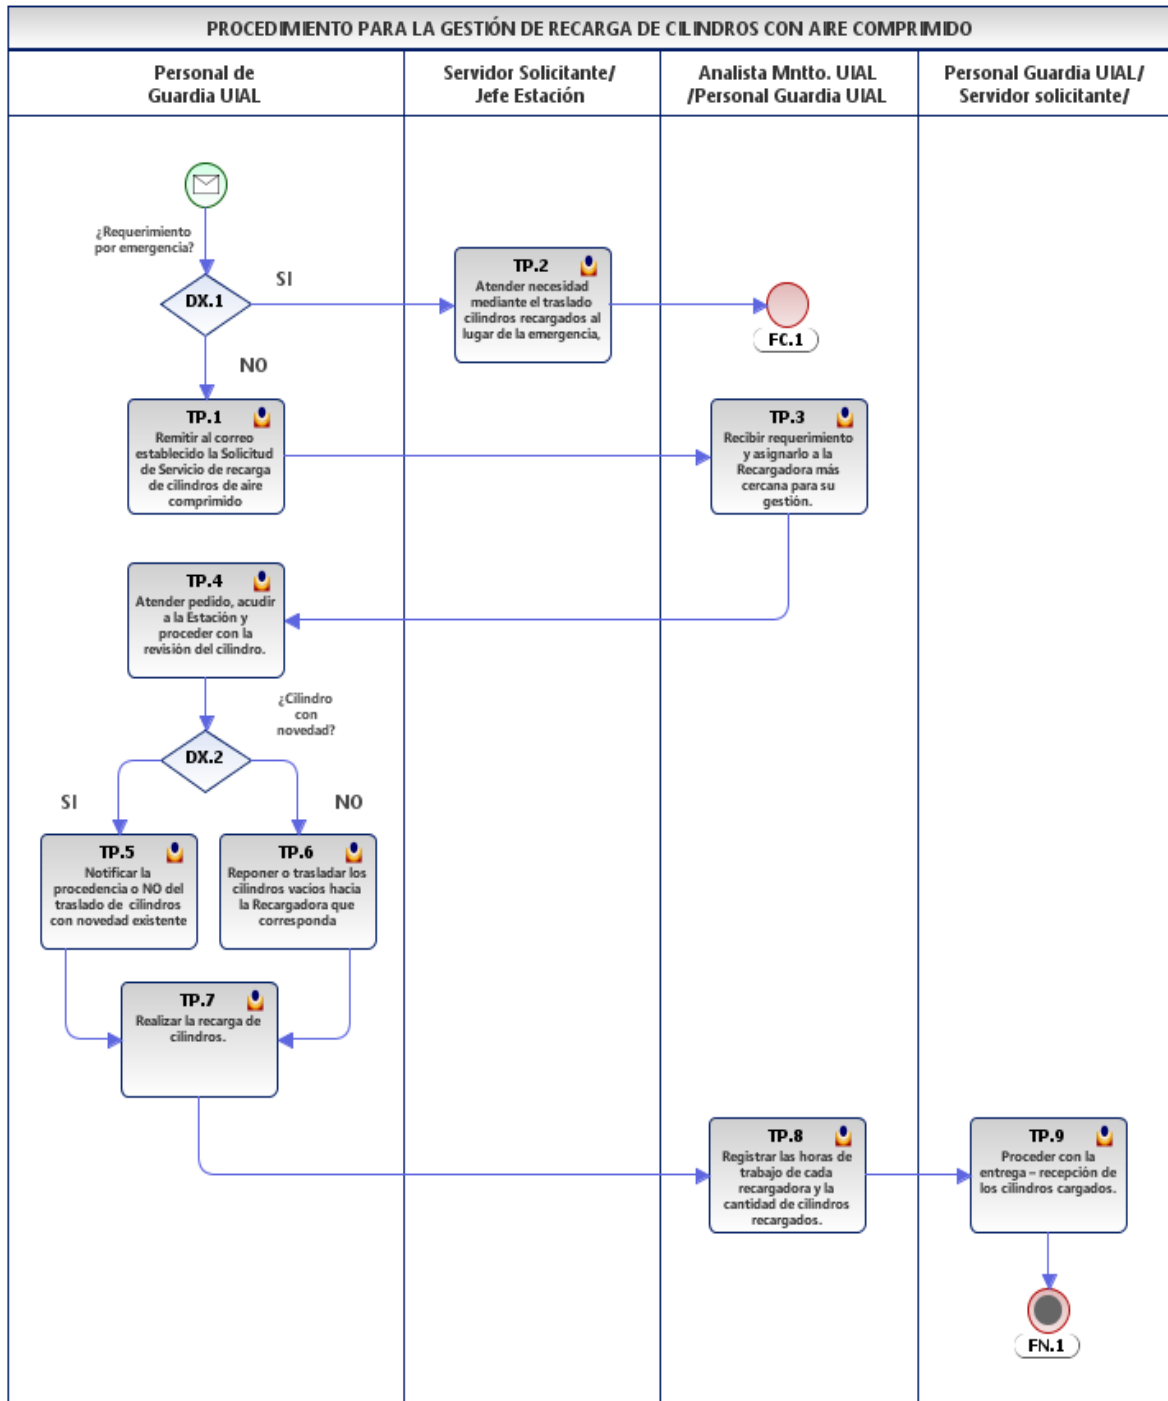 PROCEDIMIENTO PARA LA GESTIÓN DE RECARGA DE CILINDROS CON AIRE COMPRIMIDO
Personal de
Guardia UIAL
Servidor Solicitante/
Jefe Estación
Analista Mntto. UIAL
/Personal Guardia UIAL
Personal Guardia UIAL/
Servidor solicitante/
¿Requerimiento
por emergencia?
DX.1
SI
NO
TP.2
Atender necesidad
mediante el traslado
cilindros recargados al
lugar de la emergencia,
FC.1
TP.1
Remitir al correo
establecido la Solicitud
de Servicio de recarga
de cilindros de aire
comprimido
TP.3
Recibir requerimiento
y asignarlo a la
Recargadora más
cercana para su
gestión.
TP.4
Atender pedido, acudir
a la Estación y
proceder con la
revisión del cilindro.
¿Cilindro
con
novedad?
DX.2
SI
NO
TP.5
Notificar la
procedencia o NO del
traslado de cilindros
con novedad existente
TP.6
Reponer o trasladar los
cilindros vacíos hacia
la Recargadora que
corresponda
TP.7
Realizar la recarga de
cilindros.
TP.8
Registrar las horas de
trabajo de cada
recargadora y la
cantidad de cilindros
recargados.
TP.9
Proceder con la
entrega – recepción de
los cilindros cargados.
FN.1